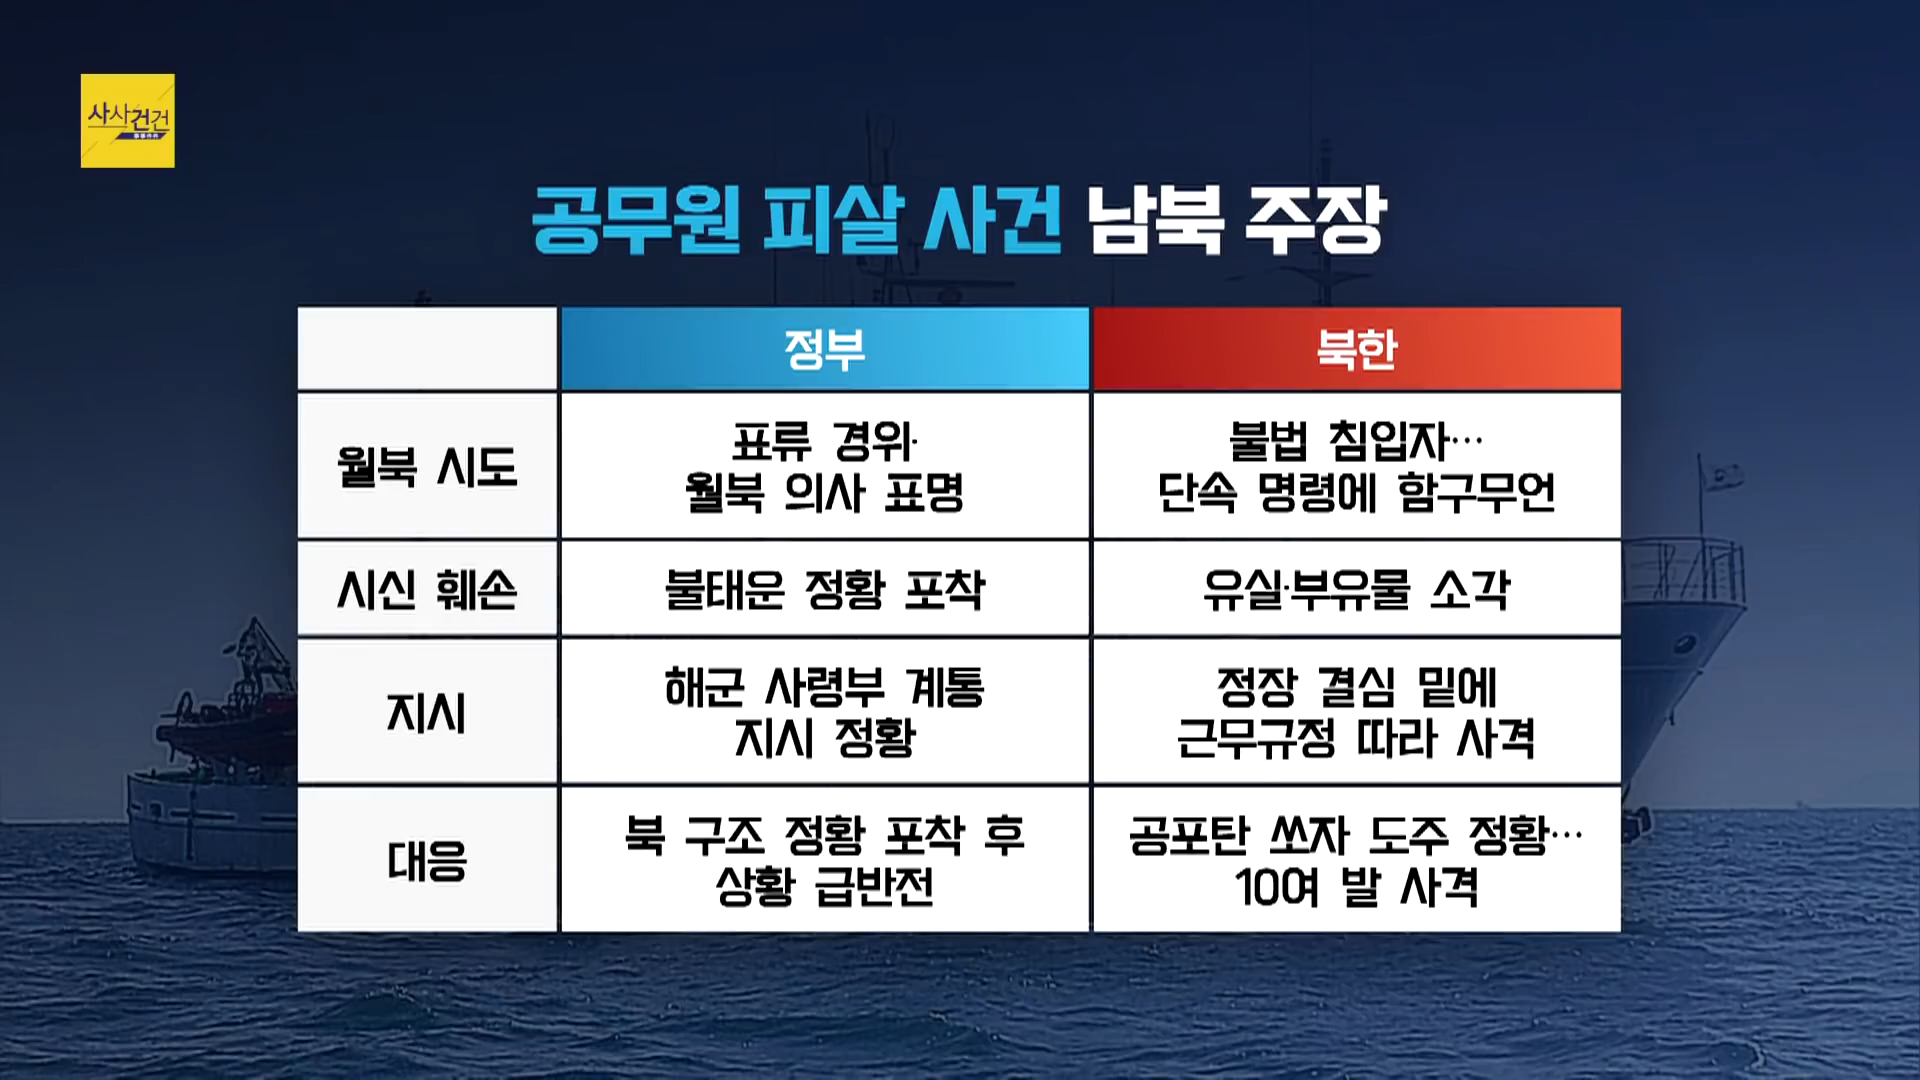 사사건건
공무원 피살 사건 남북 주장
정부
북한
월북 시도
표류 경위·
월북 의사 표명
불법 침입자…
단속 명령에 함구무언
시신 훼손
불태운 정황 포착
유실·부유물 소각
지시
해군 사령부 계통
지시 정황
정장 결심 밑에
근무규정 따라 사격
대응
북 구조 정황 포착 후
상황 급반전
공포탄 쏘자 도주 정황…
10여 발 사격